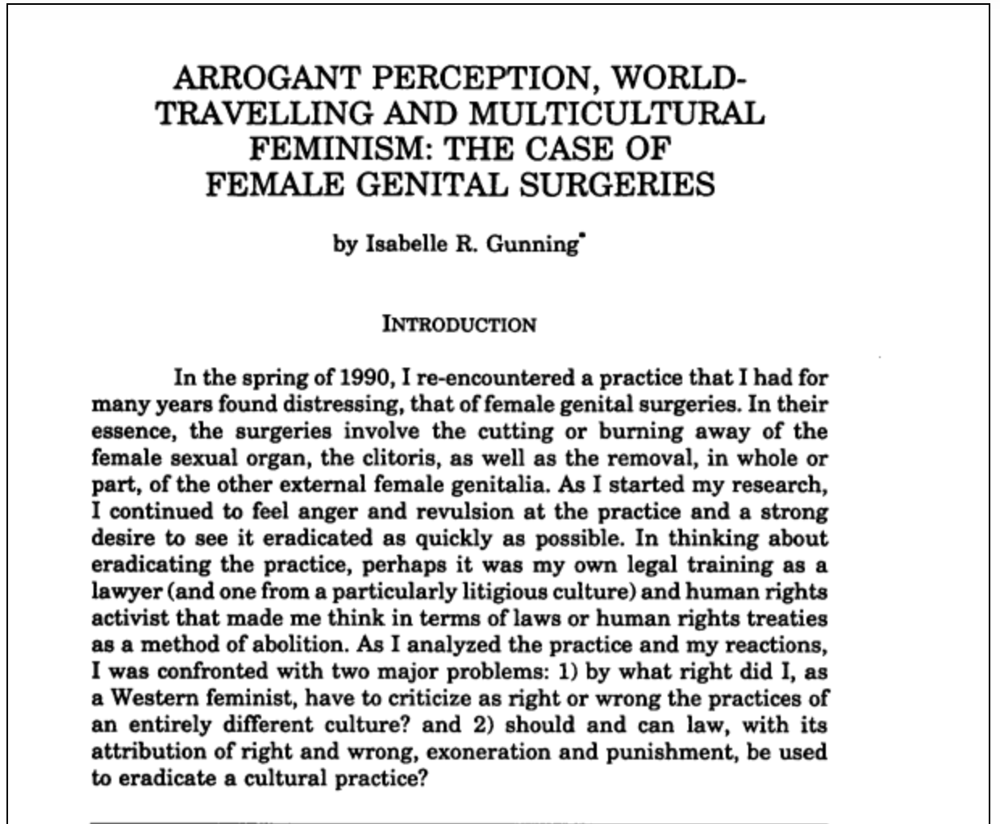 ARROGANT PERCEPTION, WORLD-
TRAVELLING AND MULTICULTURAL
FEMINISM: THE CASE OF
FEMALE GENITAL SURGERIES
by Isabelle R. Gunning*
INTRODUCTION
In the spring of 1990, I re-encountered a practice that I had for
many years found distressing, that of female genital surgeries. In their
essence, the surgeries involve the cutting or burning away of the
female sexual organ, the clitoris, as well as the removal, in whole or
part, of the other external female genitalia. As I started my research,
I continued to feel anger and revulsion at the practice and a strong
desire to see it eradicated as quickly as possible. In thinking about
eradicating the practice, perhaps it was my own legal training as a
lawyer (and one from a particularly litigious culture) and human rights
activist that made me think in terms of laws or human rights treaties
as a method of abolition. As I analyzed the practice and my reactions,
I was confronted with two major problems: 1) by what right did I, as
a Western feminist, have to criticize as right or wrong the practices of
an entirely different culture? and 2) should and can law, with its
attribution of right and wrong, exoneration and punishment, be used
to eradicate a cultural practice?